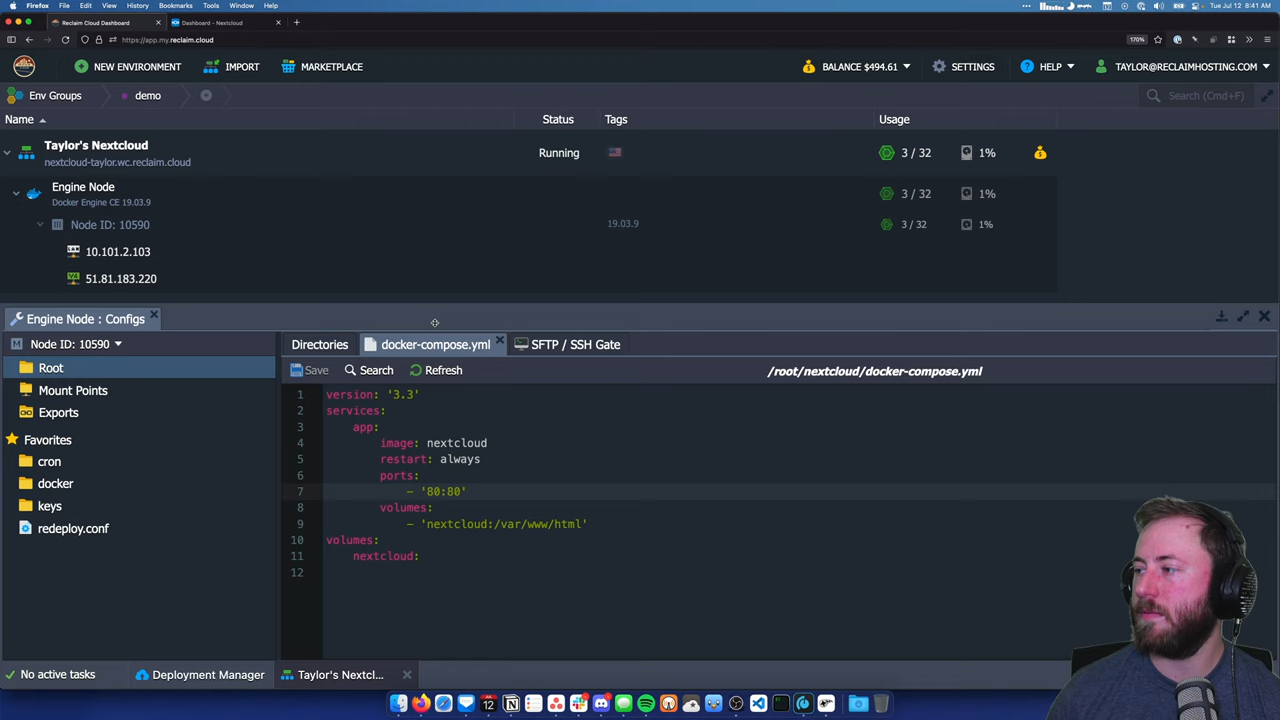 Firefox File Edit View History Bookmarks Tools Window Help
Tue Jul 12 8:41 AM
Reclaim Cloud Dashboard
Dashboard - Nextcloud
https://app.my.reclaim.cloud
170%
NEW ENVIRONMENT
IMPORT
MARKETPLACE
BALANCE $494.61
SETTINGS
HELP
TAYLOR@RECLAIMHOSTING.COM
Env Groups
demo
Search (Cmd+F)
Name Status Tags Usage
Taylor's Nextcloud
nextcloud-taylor.wc.reclaim.cloud
Running
3 / 32 1%
Engine Node
Docker Engine CE 19.03.9
3 / 32 1%
Node ID: 10590
19.03.9
3 / 32 1%
LAN 10.101.2.103
V4 51.81.183.220
Engine Node : Configs
Node ID: 10590
Root
Mount Points
Exports
Favorites
cron
docker
keys
redeploy.conf
Directories
docker-compose.yml
SFTP / SSH Gate
Save Search Refresh
/root/nextcloud/docker-compose.yml
1 version: '3.3'
2 services:
3 app:
4 image: nextcloud
5 restart: always
6 ports:
7 - '80:80'
8 volumes:
9 - 'nextcloud:/var/www/html'
10 volumes:
11 nextcloud:
12
No active tasks
Deployment Manager
Taylor's Nextcl...
12